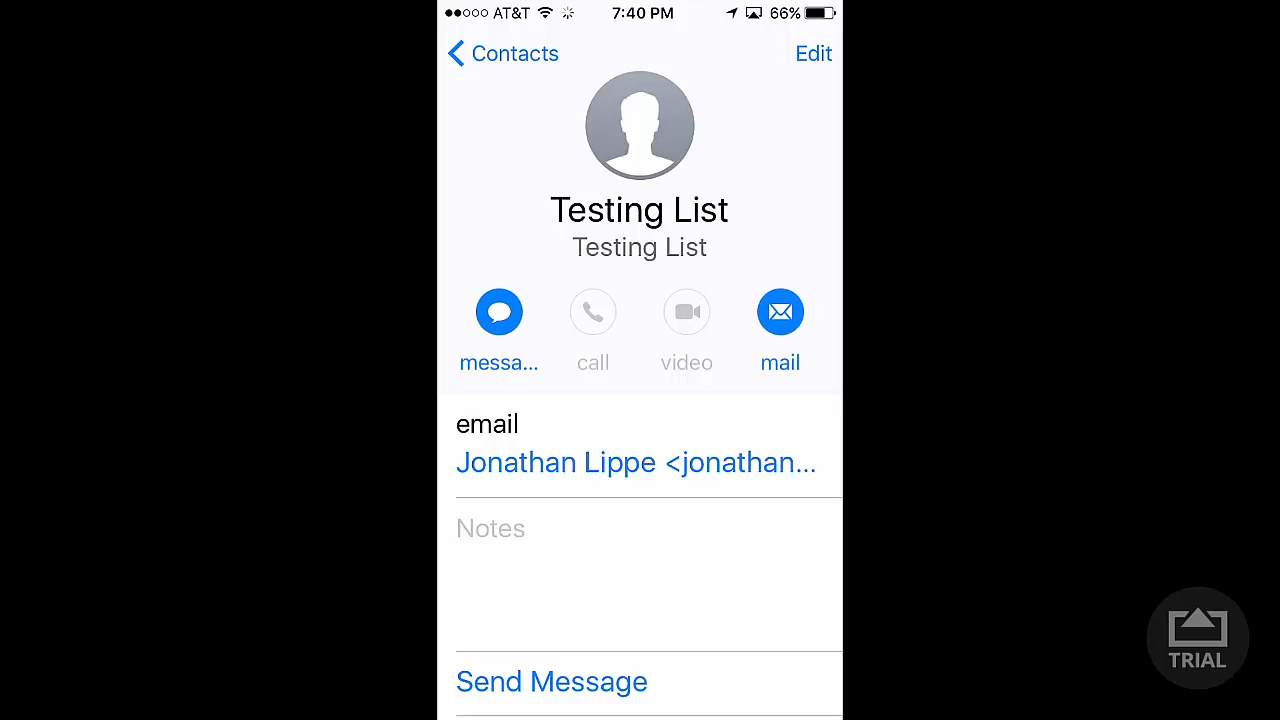 AT&T 7:40 PM 66%
Contacts Edit
Testing List
Testing List
messa... call video mail
email
Jonathan Lippe <jonathan...
Notes
Send Message
TRIAL